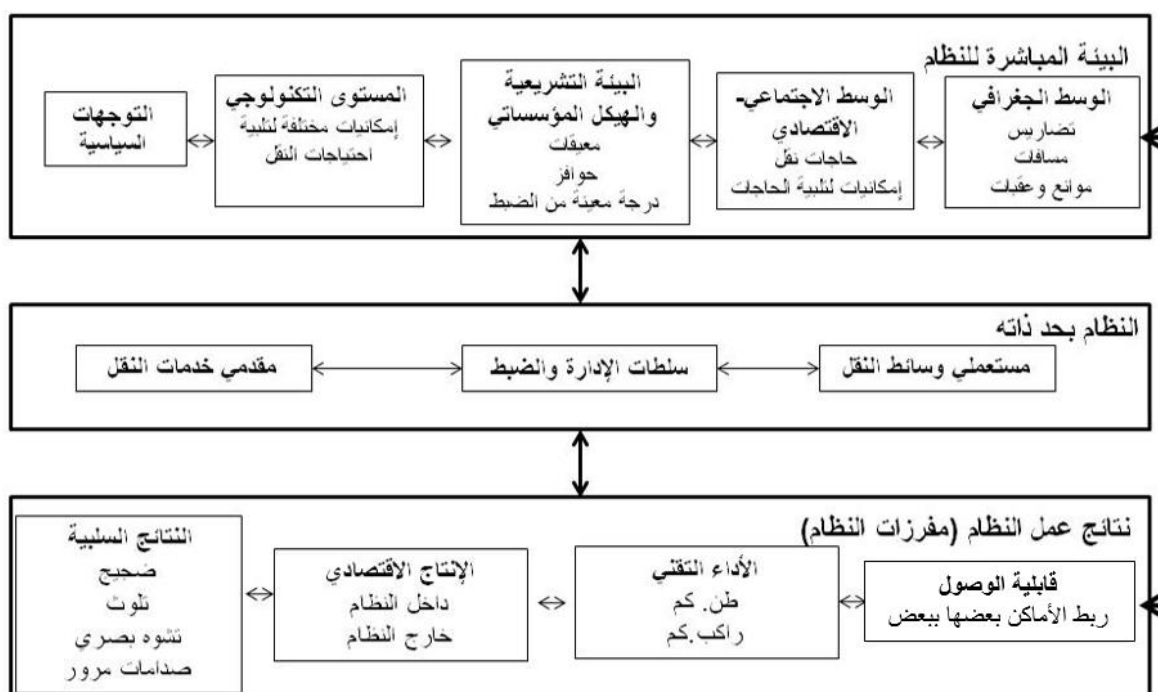 البيئة المباشرة للنظام
الوسط الجغرافي
تضاريس
مسافات
موانع وعقبات
الوسط الاجتماعي-
الاقتصادي
حاجات نقل
إمكانيات لتلبية الحاجات
البيئة التشريعية
والهيكل المؤسساتي
معيقات
حوافز
درجة معينة من الضبط
المستوى التكنولوجي
إمكانيات مختلفة لتلبية
احتياجات النقل
التوجهات
السياسية
النظام بحد ذاته
مستعملي وسائط النقل
سلطات الإدارة والضبط
مقدمي خدمات النقل
نتائج عمل النظام (مفرزات النظام)
قابلية الوصول
ربط الأماكن بعضها ببعض
الأداء التقني
طن. كم
راكب.كم
الإنتاج الاقتصادي
داخل النظام
خارج النظام
النتائج السلبية
ضجيج
تلوث
تشوه بصري
صدامات مرور